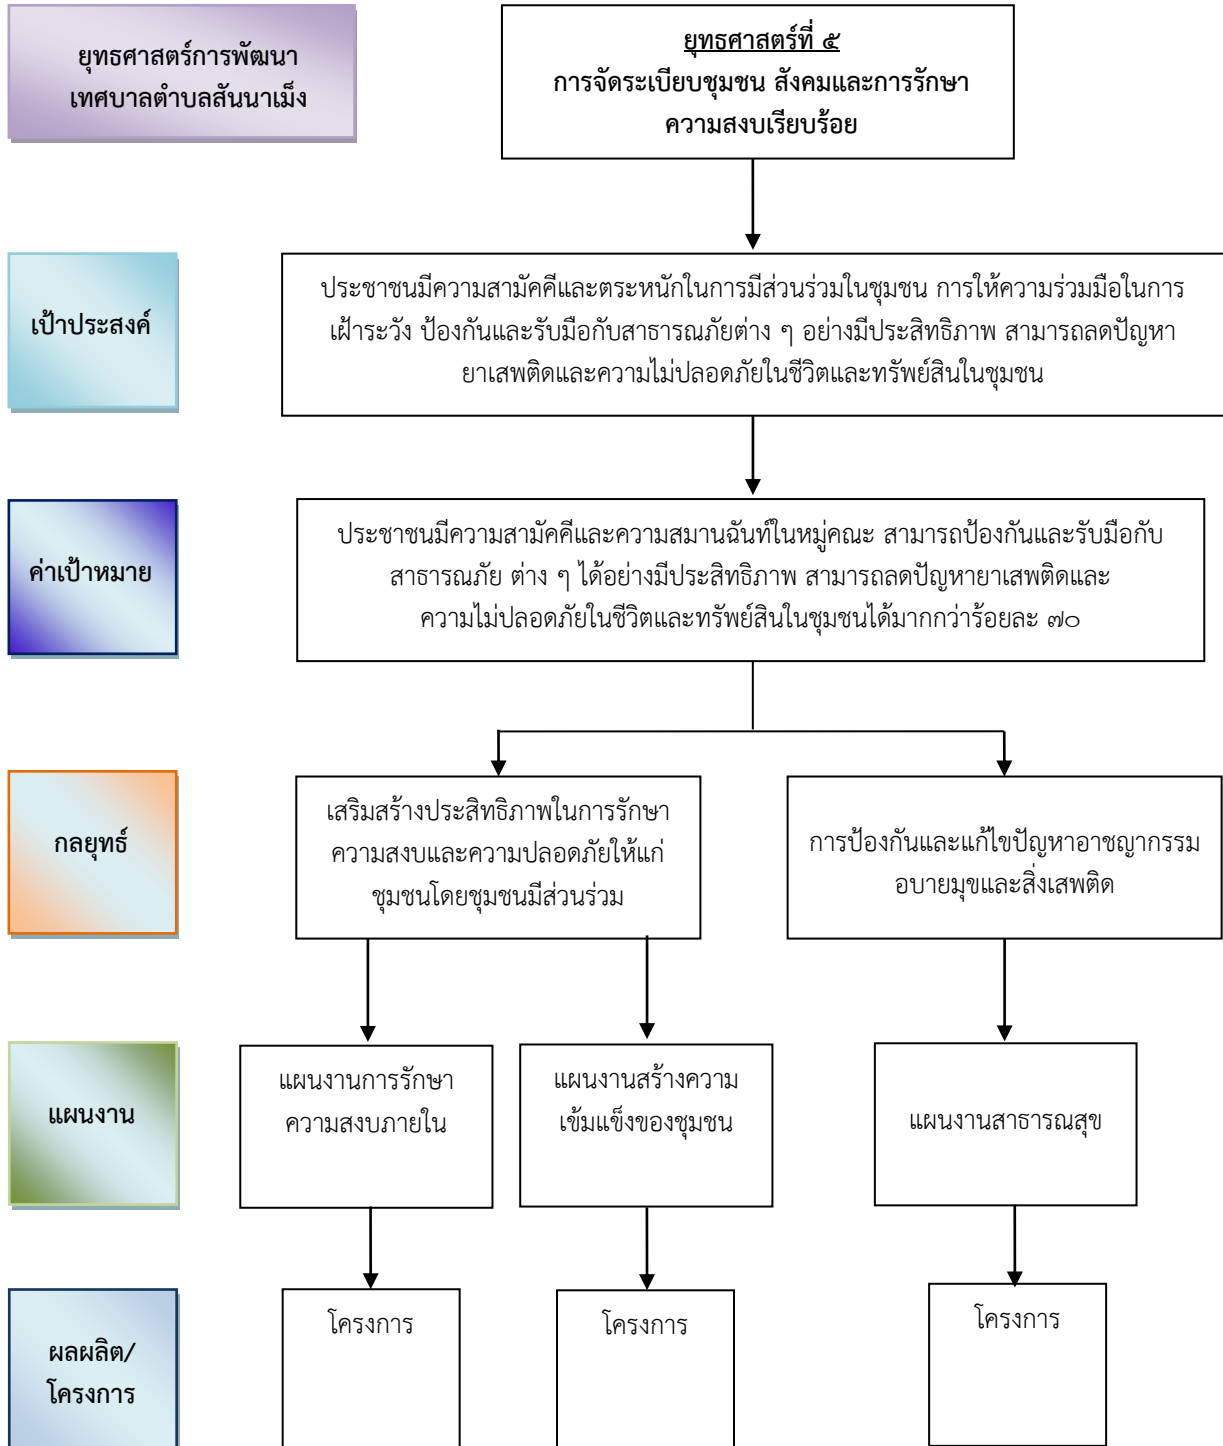 ยุทธศาสตร์การพัฒนา
เทศบาลตำบลสันนาเม็ง
ยุทธศาสตร์ที่ ๕
การจัดระเบียบชุมชน สังคมและการรักษา
ความสงบเรียบร้อย
เป้าประสงค์
ประชาชนมีความสามัคคีและตระหนักในการมีส่วนร่วมในชุมชน การให้ความร่วมมือในการ
เฝ้าระวัง ป้องกันและรับมือกับสาธารณภัยต่าง ๆ อย่างมีประสิทธิภาพ สามารถลดปัญหา
ยาเสพติดและความไม่ปลอดภัยในชีวิตและทรัพย์สินในชุมชน
ค่าเป้าหมาย
ประชาชนมีความสามัคคีและความสมานฉันท์ในหมู่คณะ สามารถป้องกันและรับมือกับ
สาธารณภัย ต่าง ๆ ได้อย่างมีประสิทธิภาพ สามารถลดปัญหายาเสพติดและ
ความไม่ปลอดภัยในชีวิตและทรัพย์สินในชุมชนได้มากกว่าร้อยละ ๗๐
กลยุทธ์
เสริมสร้างประสิทธิภาพในการรักษา
ความสงบและความปลอดภัยให้แก่
ชุมชนโดยชุมชนมีส่วนร่วม
การป้องกันและแก้ไขปัญหาอาชญากรรม
อบายมุขและสิ่งเสพติด
แผนงาน
แผนงานการรักษา
ความสงบภายใน
แผนงานสร้างความ
เข้มแข็งของชุมชน
แผนงานสาธารณสุข
ผลผลิต/
โครงการ
โครงการ
โครงการ
โครงการ